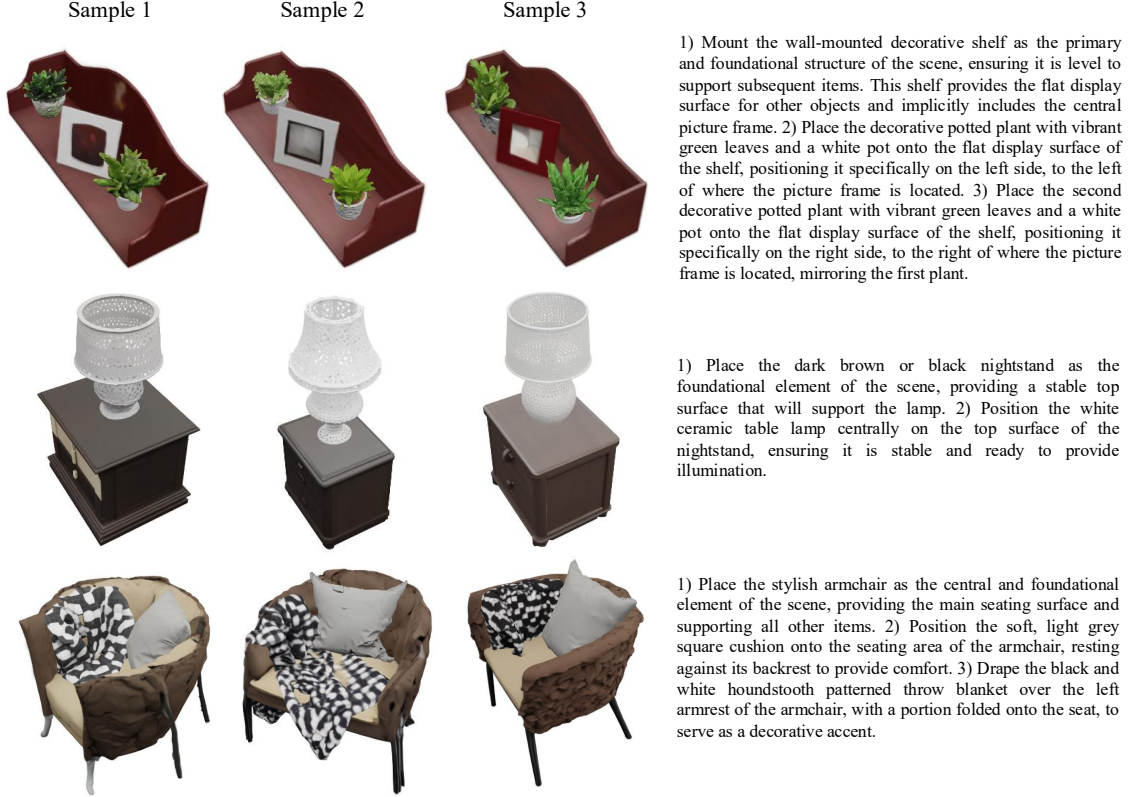 Sample 1
Sample 2
Sample 3
1) Mount the wall-mounted decorative shelf as the primary
and foundational structure of the scene, ensuring it is level to
support subsequent items. This shelf provides the flat display
surface for other objects and implicitly includes the central
picture frame. 2) Place the decorative potted plant with vibrant
green leaves and a white pot onto the flat display surface of
the shelf, positioning it specifically on the left side, to the left
of where the picture frame is located. 3) Place the second
decorative potted plant with vibrant green leaves and a white
pot onto the flat display surface of the shelf, positioning it
specifically on the right side, to the right of where the picture
frame is located, mirroring the first plant.
1) Place the dark brown or black nightstand as the
foundational element of the scene, providing a stable top
surface that will support the lamp. 2) Position the white
ceramic table lamp centrally on the top surface of the
nightstand, ensuring it is stable and ready to provide
illumination.
1) Place the stylish armchair as the central and foundational
element of the scene, providing the main seating surface and
supporting all other items. 2) Position the soft, light grey
square cushion onto the seating area of the armchair, resting
against its backrest to provide comfort. 3) Drape the black and
white houndstooth patterned throw blanket over the left
armrest of the armchair, with a portion folded onto the seat, to
serve as a decorative accent.